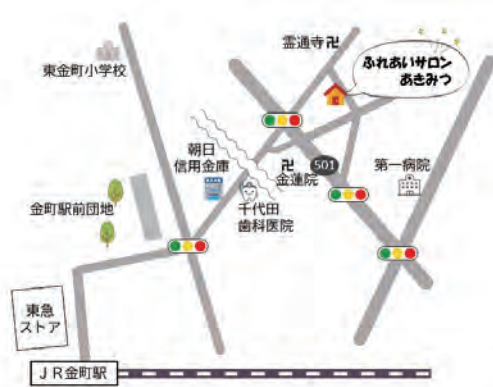 霊通寺卍
ふれあいサロン
あきみつ
東金町小学校
朝日
信用金庫
卍
金蓮院
501
第一病院
千代田
歯科医院
金町駅前団地
東急
ストア
JR金町駅